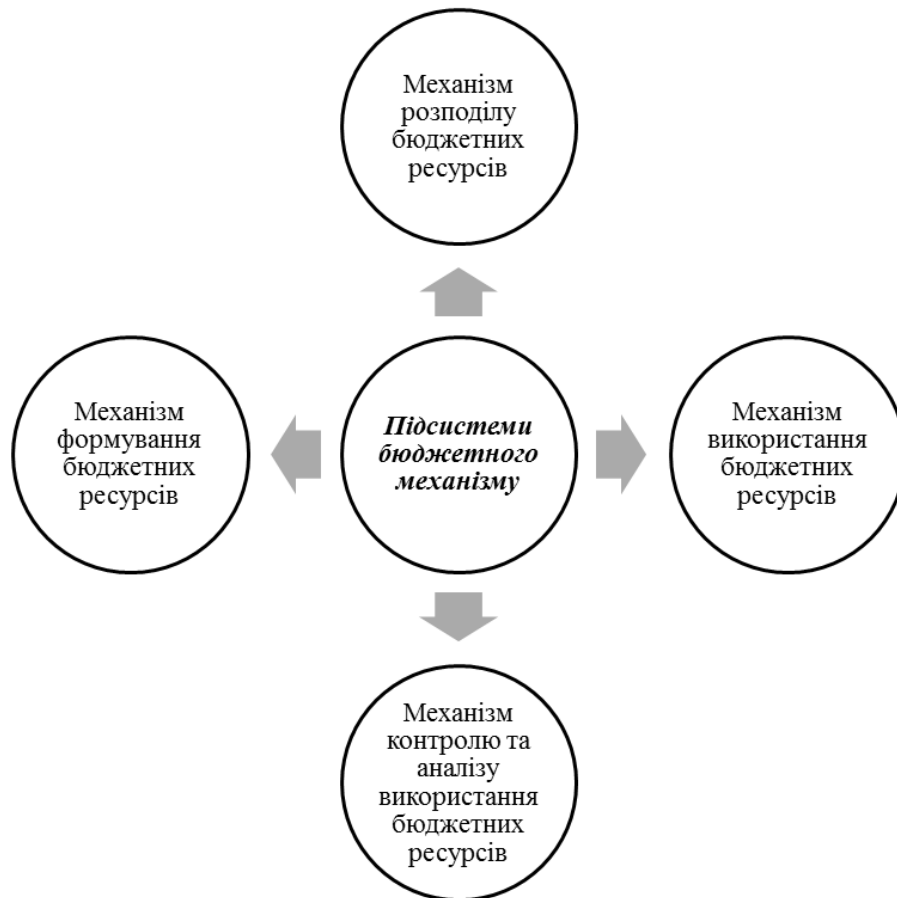 Механізм
розподілу
бюджетних
ресурсів
Механізм
формування
бюджетних
ресурсів
Підсистеми
бюджетного
механізму
Механізм
використання
бюджетних
ресурсів
Механізм
контролю та
аналізу
використання
бюджетних
ресурсів